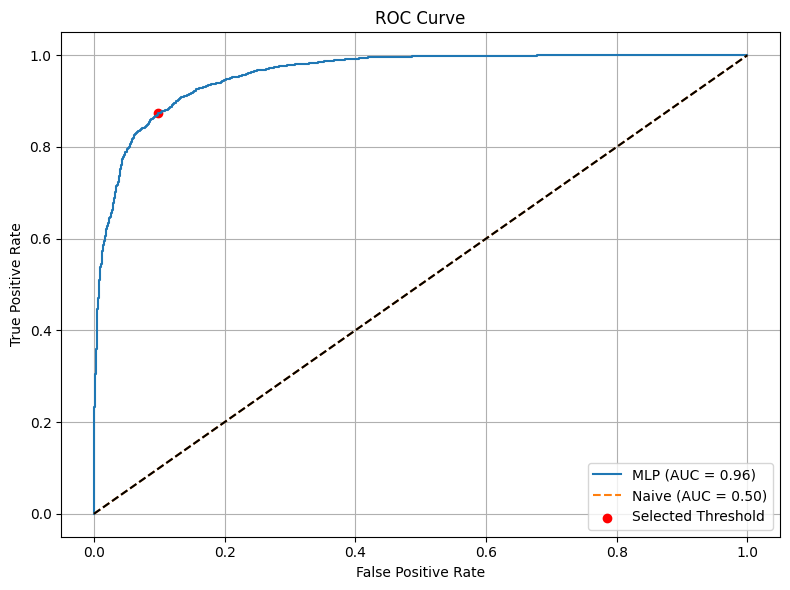 ROC Curve
True Positive Rate
1.0
0.8
0.6
0.4
0.2
0.0
0.0 0.2 0.4 0.6 0.8 1.0
False Positive Rate
MLP (AUC = 0.96)
Naive (AUC = 0.50)
Selected Threshold